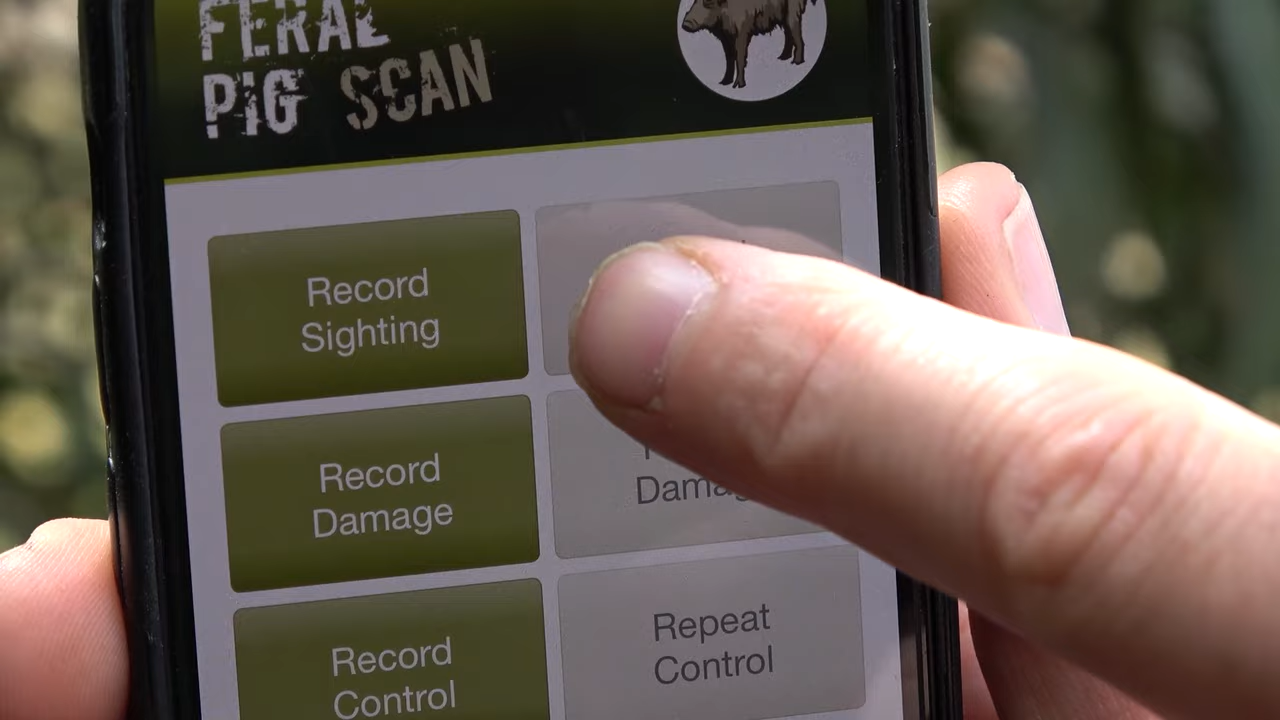 FERAL
PIG SCAN
Record
Sighting
Record
Damage
Damag
Record
Control
Repeat
Control